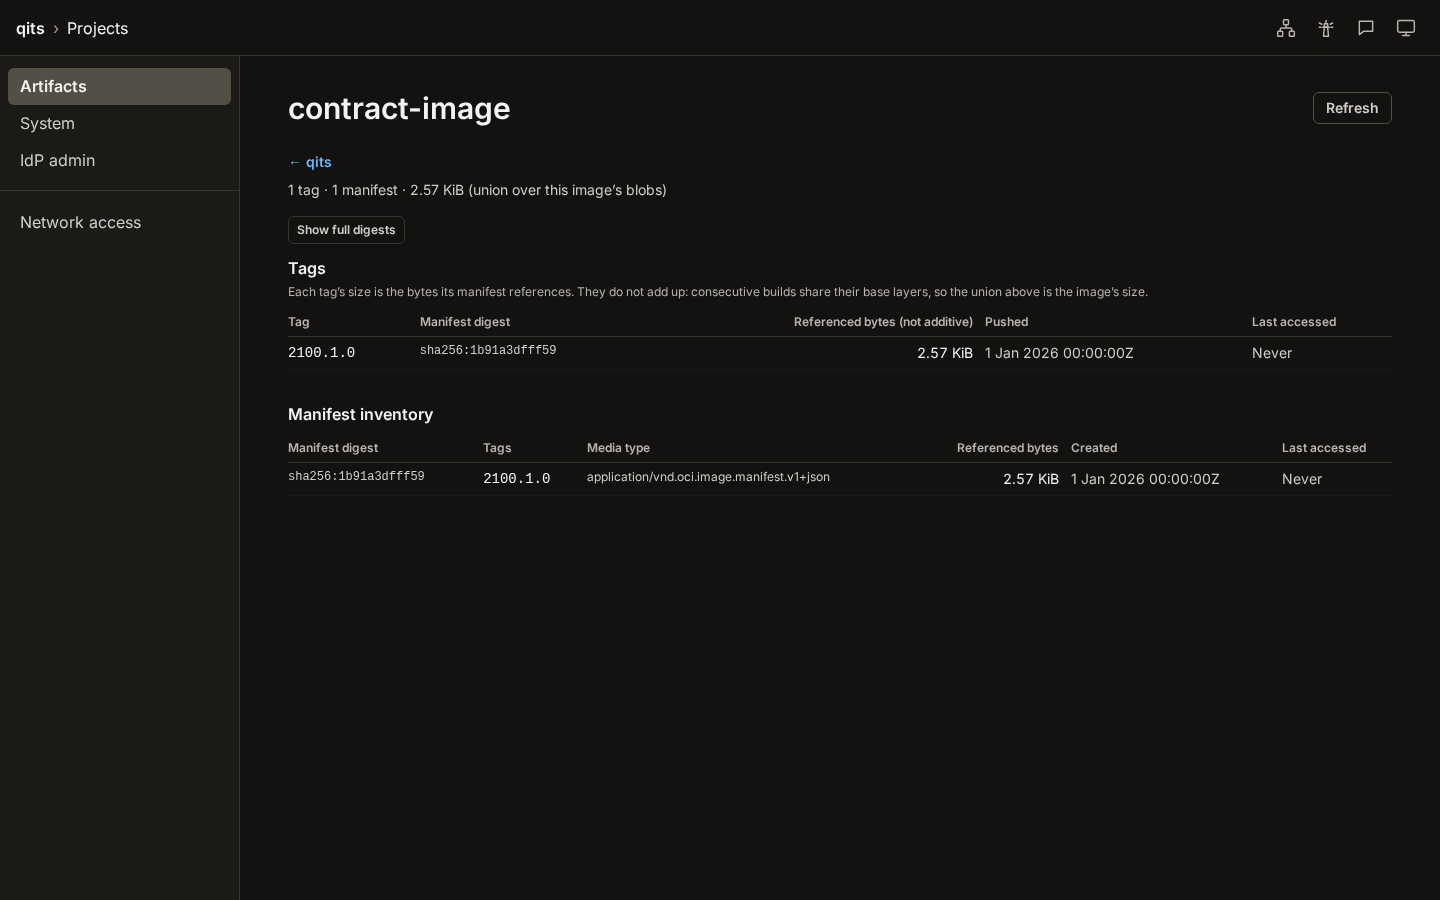 qits › Projects
Artifacts
System
IdP admin
Network access
contract-image
Refresh
← qits
1 tag · 1 manifest · 2.57 KiB (union over this image’s blobs)
Show full digests
Tags
Each tag’s size is the bytes its manifest references. They do not add up: consecutive builds share their base layers, so the union above is the image’s size.
Tag Manifest digest Referenced bytes (not additive) Pushed Last accessed
2100.1.0 sha256:1b91a3dfff59 2.57 KiB 1 Jan 2026 00:00:00Z Never
Manifest inventory
Manifest digest Tags Media type Referenced bytes Created Last accessed
sha256:1b91a3dfff59 2100.1.0 application/vnd.oci.image.manifest.v1+json 2.57 KiB 1 Jan 2026 00:00:00Z Never